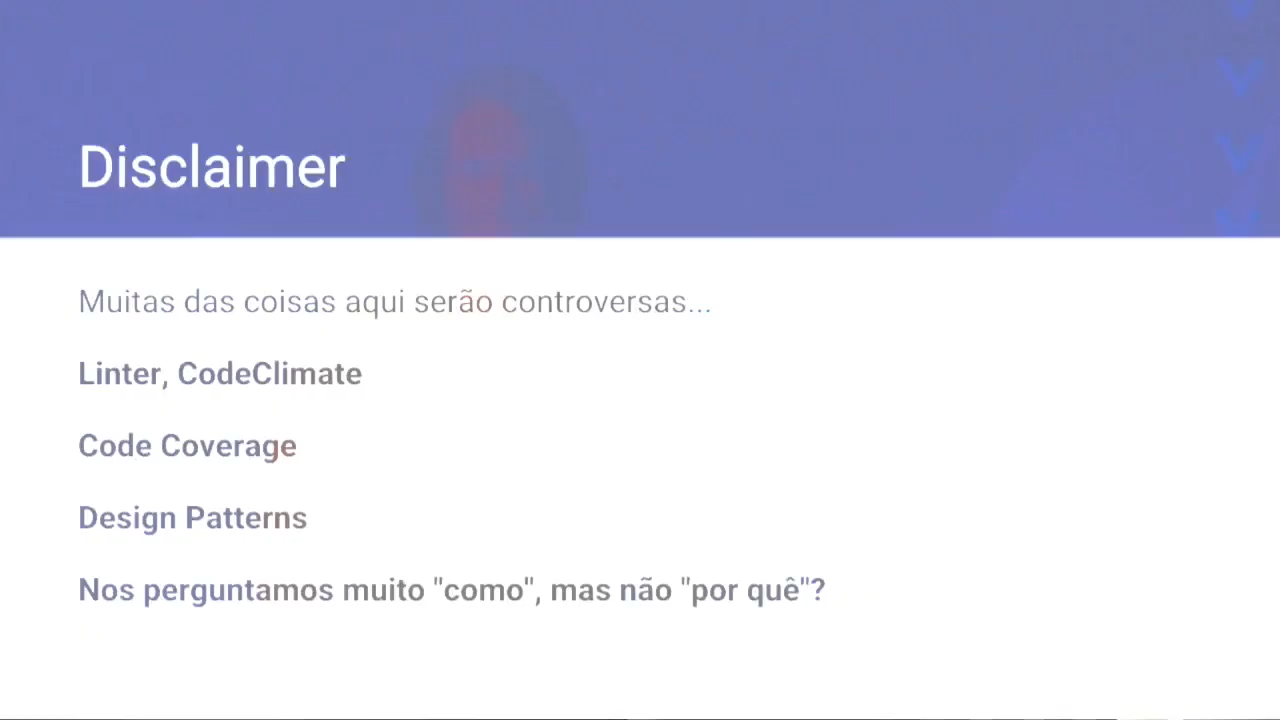 Disclaimer
Muitas das coisas aqui serão controversas...
Linter, CodeClimate
Code Coverage
Design Patterns
Nos perguntamos muito "como", mas não "por quê"?